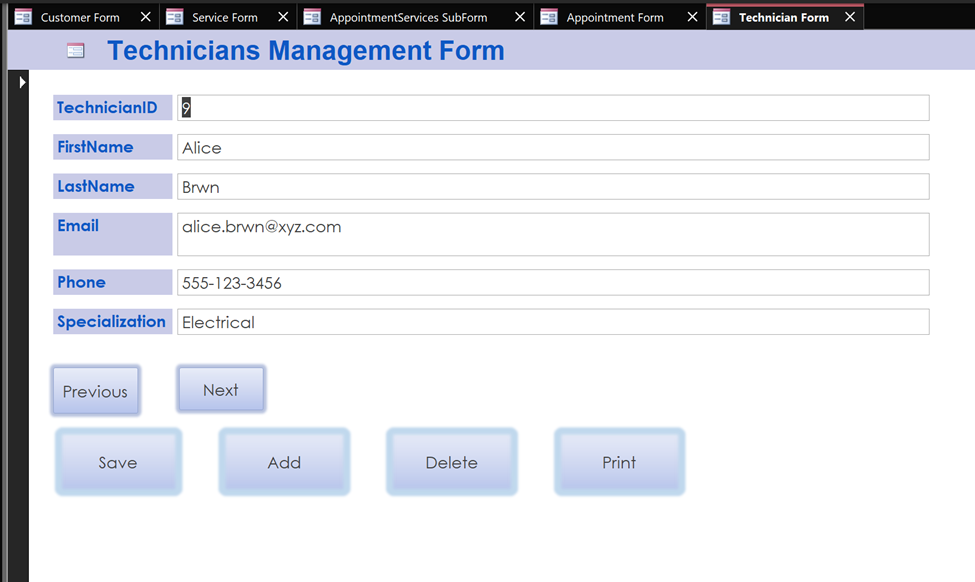 Customer Form Service Form AppointmentServices SubForm Appointment Form Technician Form
Technicians Management Form
TechnicianID 9
FirstName Alice
LastName Brwn
Email alice.brwn@xyz.com
Phone 555-123-3456
Specialization Electrical
Previous Next
Save Add Delete Print